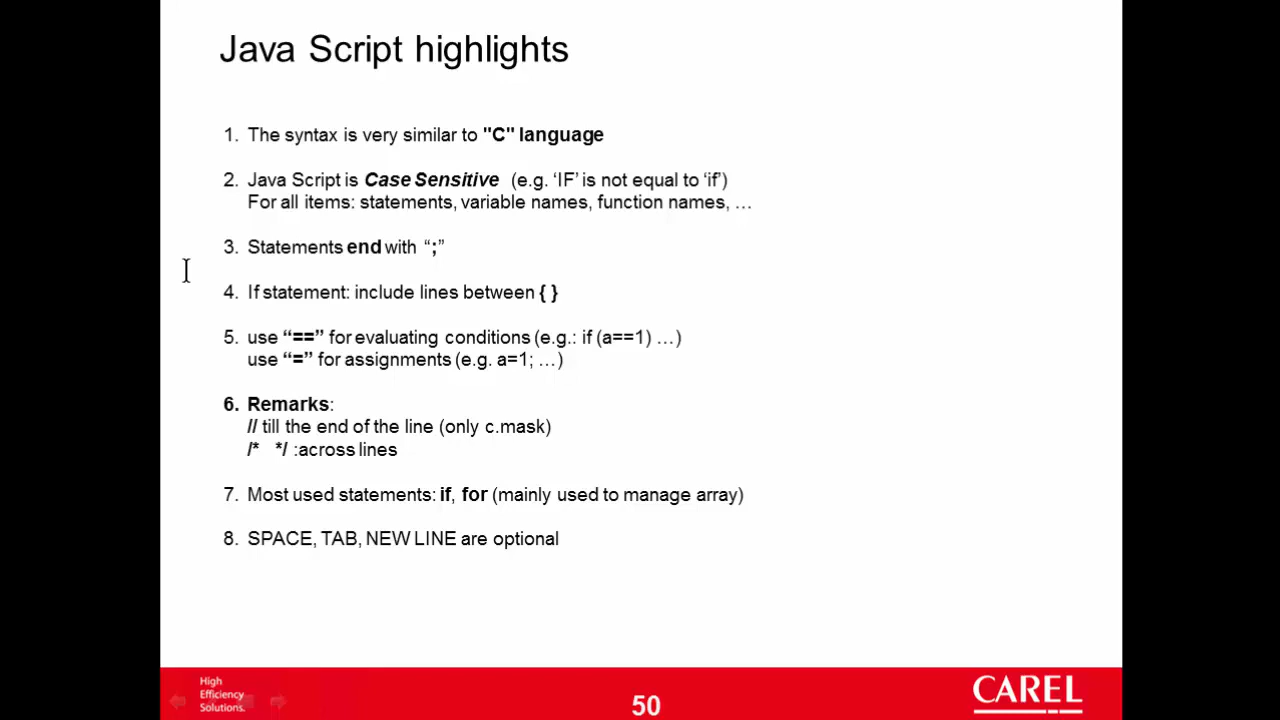 Java Script highlights
1. The syntax is very similar to "C" language
2. Java Script is Case Sensitive (e.g. ‘IF’ is not equal to ‘if’)
For all items: statements, variable names, function names, …
3. Statements end with “;”
4. If statement: include lines between { }
5. use “==” for evaluating conditions (e.g.: if (a==1) …)
use “=” for assignments (e.g. a=1; …)
6. Remarks:
// till the end of the line (only c.mask)
/* */ :across lines
7. Most used statements: if, for (mainly used to manage array)
8. SPACE, TAB, NEW LINE are optional
High
Efficiency
Solutions.
50
CAREL